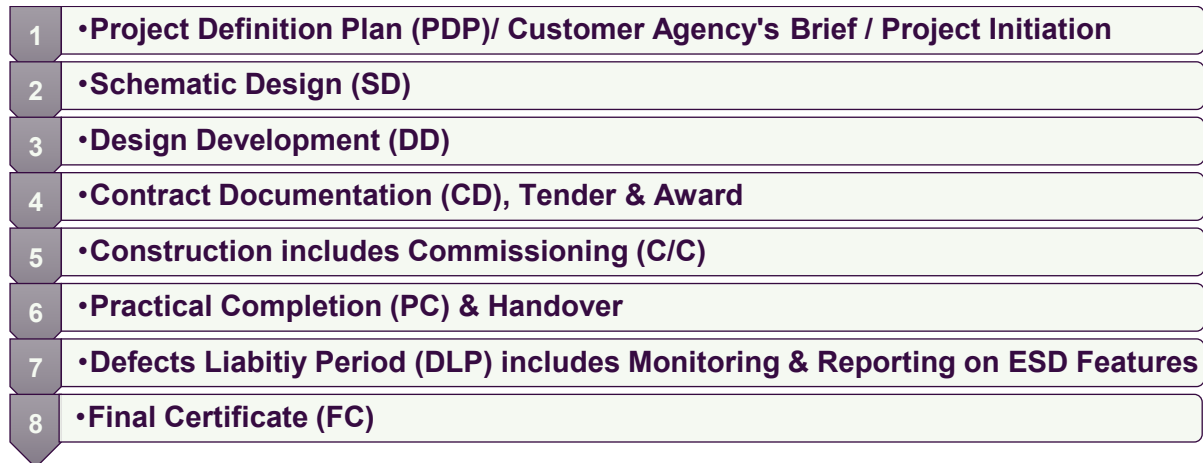 1 •Project Definition Plan (PDP)/ Customer Agency's Brief / Project Initiation
2 •Schematic Design (SD)
3 •Design Development (DD)
4 •Contract Documentation (CD), Tender & Award
5 •Construction includes Commissioning (C/C)
6 •Practical Completion (PC) & Handover
7 •Defects Liabitiy Period (DLP) includes Monitoring & Reporting on ESD Features
8 •Final Certificate (FC)